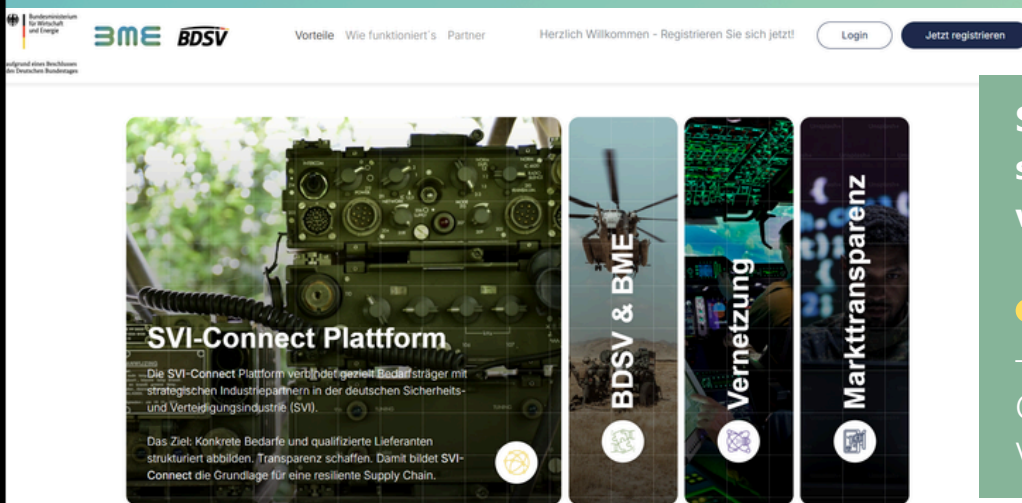 Bundesministerium
für Wirtschaft
und Energie
aufgrund eines Beschlusses
des Deutschen Bundestages
BME
BDSV
Vorteile Wie funktioniert´s Partner
Herzlich Willkommen - Registrieren Sie sich jetzt!
Login
Jetzt registrieren
SVI-Connect Plattform
Die SVI-Connect Plattform verbindet gezielt Bedarfsträger mit
strategischen Industriepartnern in der deutschen Sicherheits-
und Verteidigungsindustrie (SVI).
Das Ziel: Konkrete Bedarfe und qualifizierte Lieferanten
strukturiert abbilden. Transparenz schaffen. Damit bildet SVI-
Connect die Grundlage für eine resiliente Supply Chain.
BDSV & BME
Vernetzung
Markttransparenz